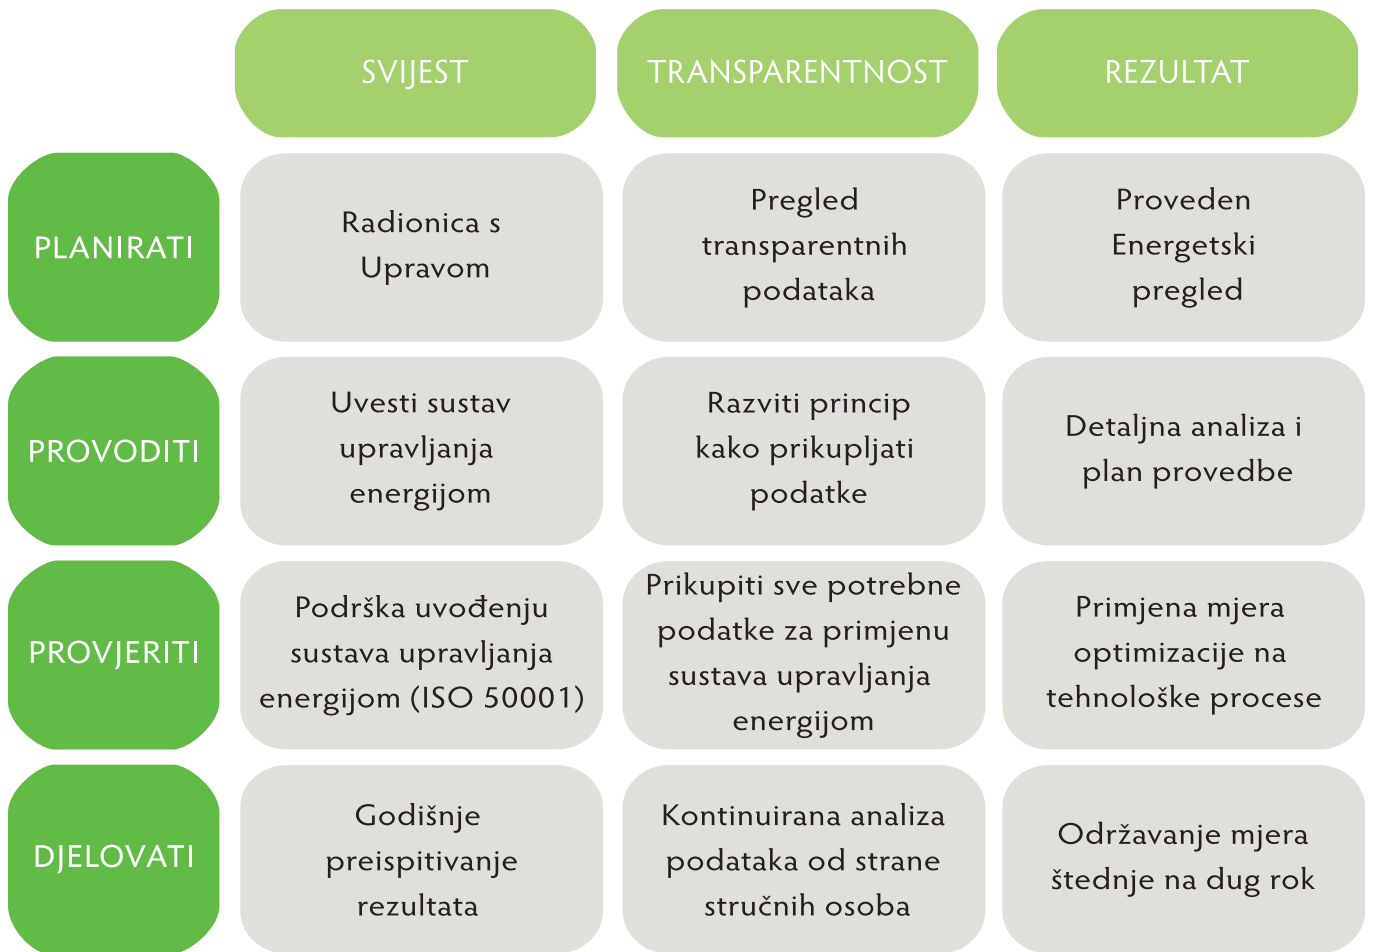 SVIJEST
TRANSPARENTNOST
REZULTAT
PLANIRATI
Radionica s
Upravom
Pregled
transparentnih
podataka
Proveden
Energetski
pregled
PROVODITI
Uvesti sustav
upravljanja
energijom
Razviti princip
kako prikupljati
podatke
Detaljna analiza i
plan provedbe
PROVJERITI
Podrška uvođenju
sustava upravljanja
energijom (ISO 50001)
Prikupiti sve potrebne
podatke za primjenu
sustava upravljanja
energijom
Primjena mjera
optimizacije na
tehnološke procese
DJELOVATI
Godišnje
preispitivanje
rezultata
Kontinuirana analiza
podataka od strane
stručnih osoba
Održavanje mjera
štednje na dug rok